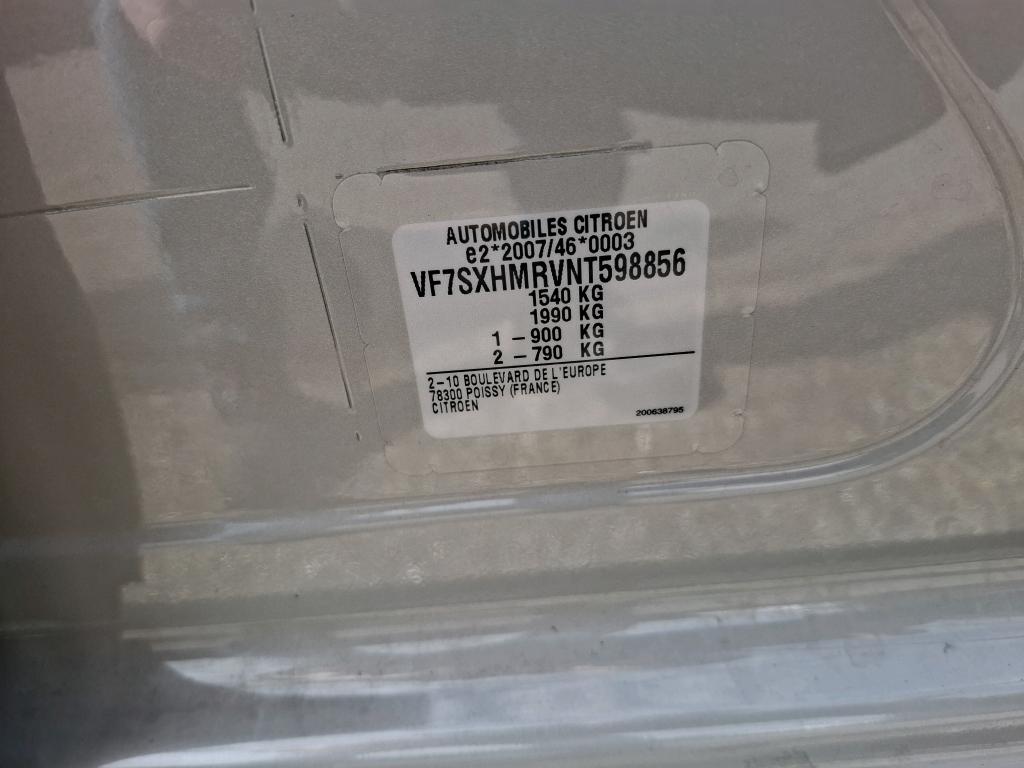 AUTOMOBILES CITROEN
e2*2007/46*0003
VF7SXHMRVNT598856
1540 KG
1990 KG
1 – 900 KG
2 – 790 KG
2–10 BOULEVARD DE L'EUROPE
78300 POISSY (FRANCE)
CITROEN
200638795